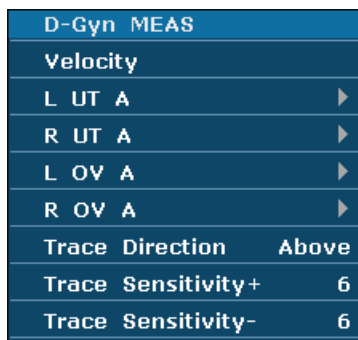 D-Gyn MEAS
Velocity
L UT A
R UT A
L OV A
R OV A
Trace Direction Above
Trace Sensitivity+ 6
Trace Sensitivity- 6